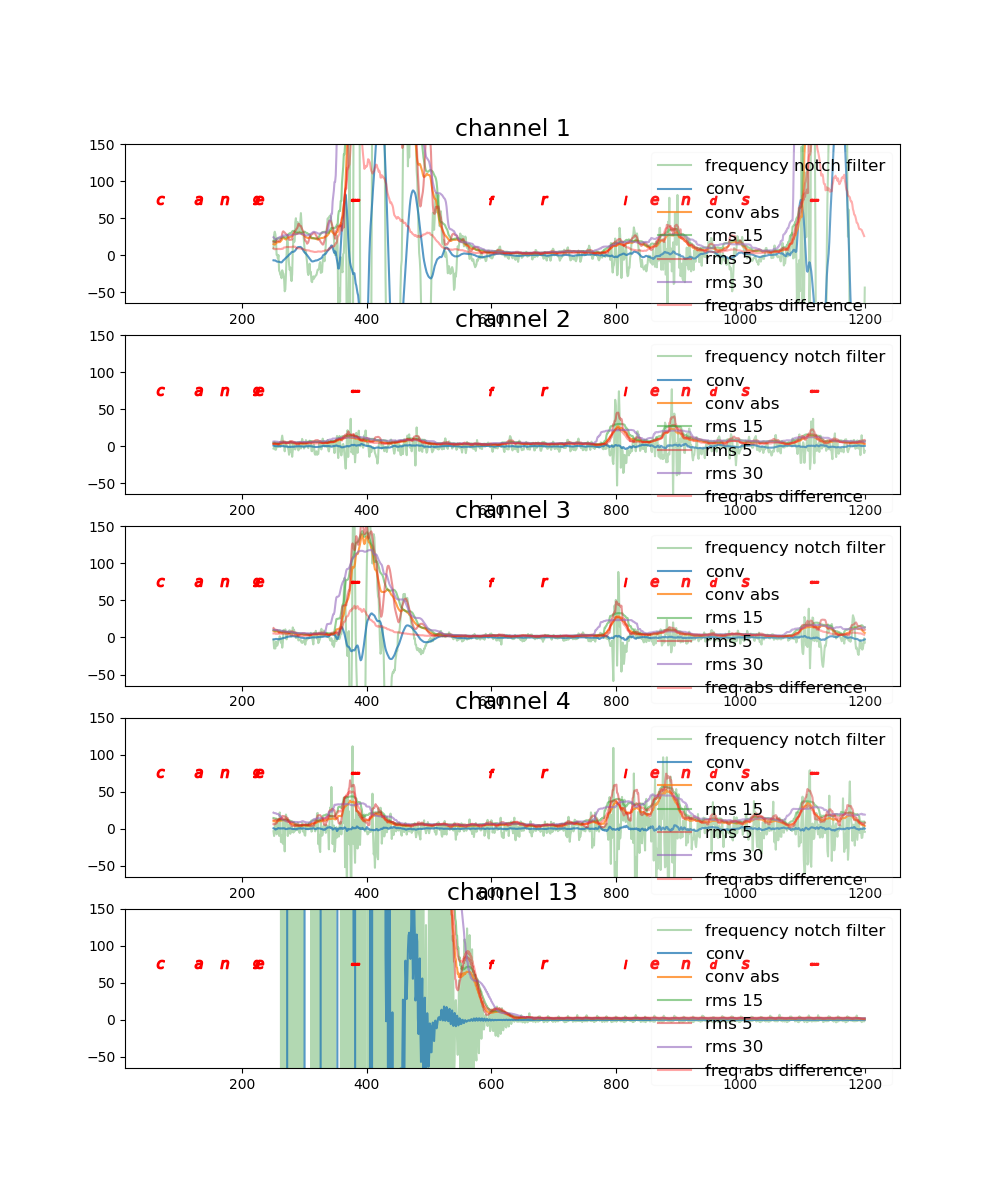 channel 1
150
100
50
0
−50
c a n e - f r i e n d s -
frequency notch filter
conv
conv abs
rms 15
rms 5
rms 30
freq abs difference
200 400 600 800 1000 1200
channel 2
150
100
50
0
−50
c a n e - f r i e n d s -
frequency notch filter
conv
conv abs
rms 15
rms 5
rms 30
freq abs difference
200 400 600 800 1000 1200
channel 3
150
100
50
0
−50
c a n e - f r i e n d s -
frequency notch filter
conv
conv abs
rms 15
rms 5
rms 30
freq abs difference
200 400 600 800 1000 1200
channel 4
150
100
50
0
−50
c a n e - f r i e n d s -
frequency notch filter
conv
conv abs
rms 15
rms 5
rms 30
freq abs difference
200 400 600 800 1000 1200
channel 13
150
100
50
0
−50
c a n e - f r i e n d s -
frequency notch filter
conv
conv abs
rms 15
rms 5
rms 30
freq abs difference
200 400 600 800 1000 1200